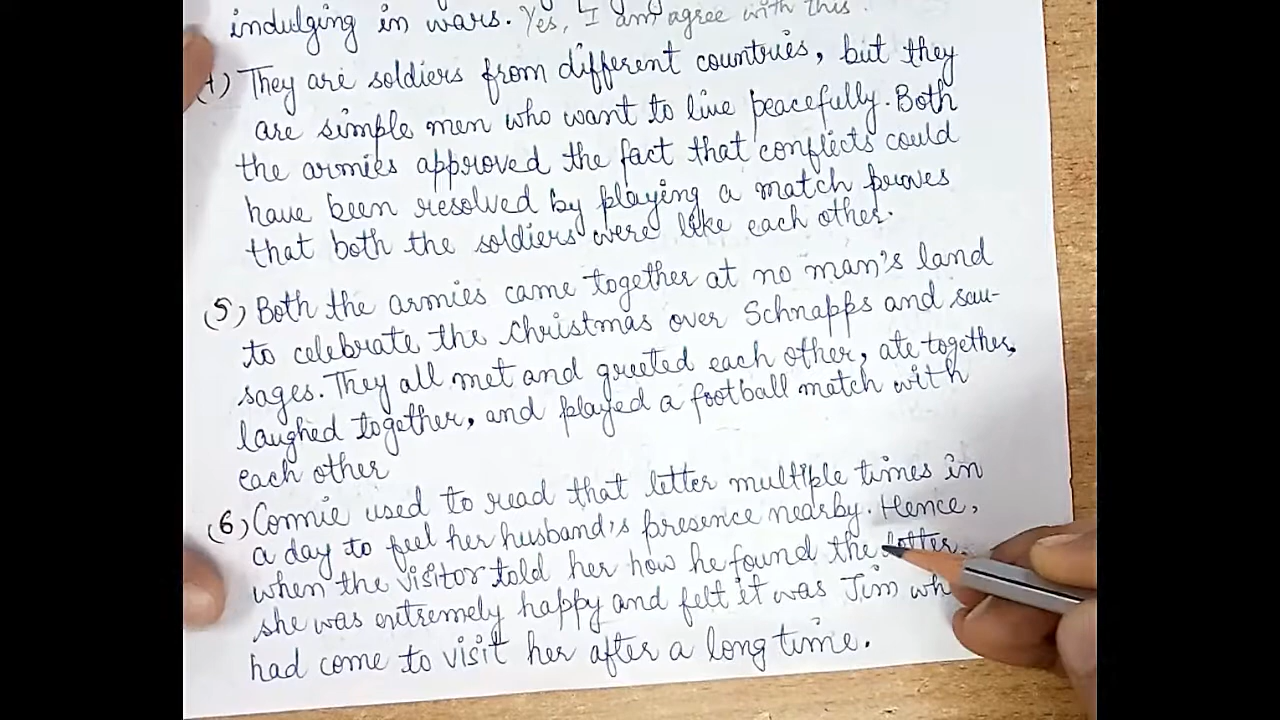 indulging in wars. Yes, I am agree with this.
(4) They are soldiers from different countries, but they
are simple men who want to live peacefully. Both
the armies approved the fact that conflicts could
have been resolved by playing a match proves
that both the soldiers were like each other.
(5) Both the armies came together at no man's land
to celebrate the christmas over Schnapps and sau-
sages. They all met and greeted each other, ate together,
laughed together, and played a football match with
each other
(6) Connie used to read that letter multiple times in
a day to feel her husband's presence nearby. Hence,
when the visitor told her how he found the letter,
she was extremely happy and felt it was Jim wh
had come to visit her after a long time.